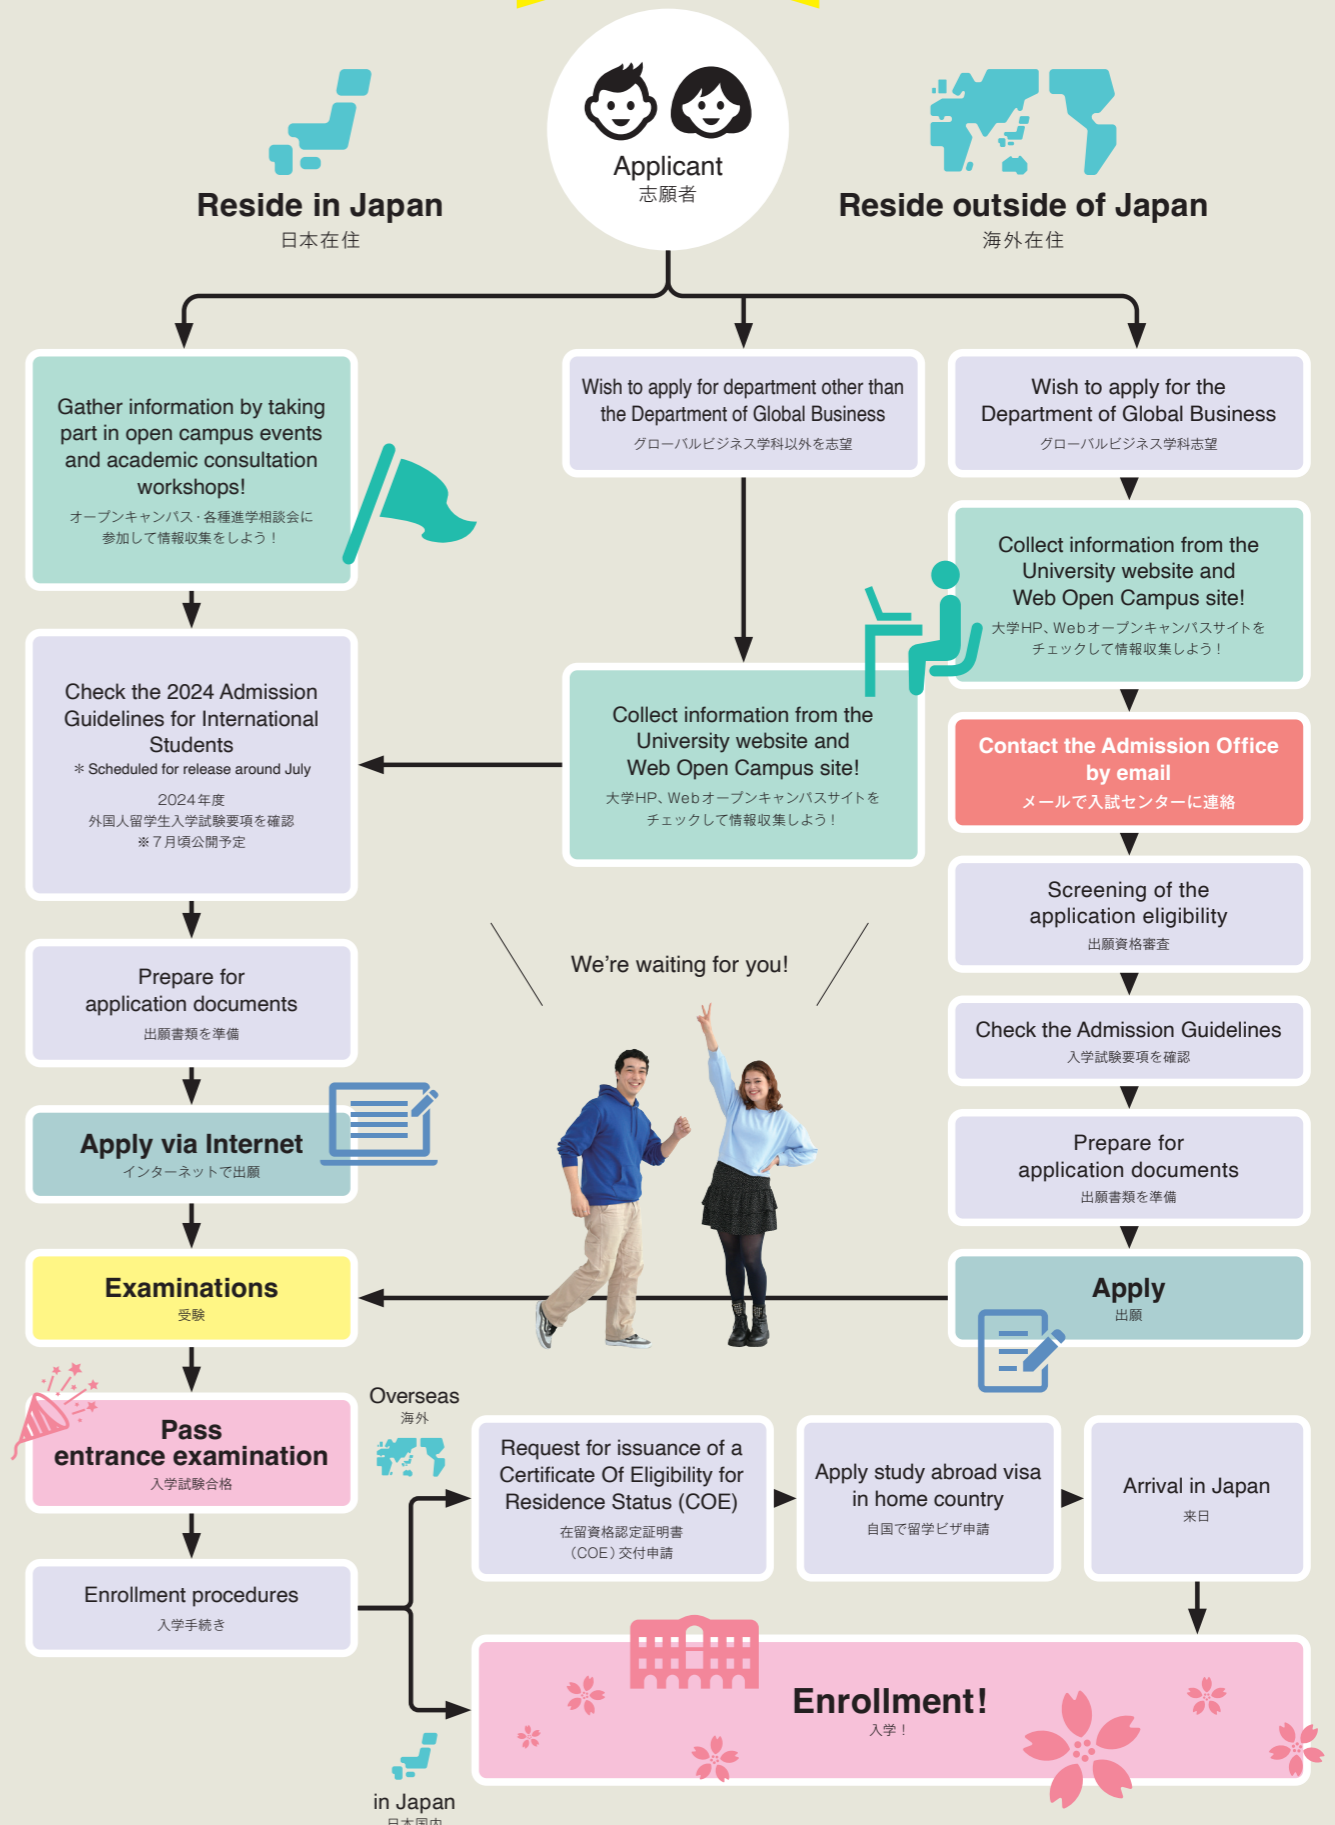 Applicant
志願者
Reside in Japan
日本在住
Reside outside of Japan
海外在住
Gather information by taking
part in open campus events
and academic consultation
workshops!
オープンキャンパス・各種進学相談会に
参加して情報収集をしよう！
Wish to apply for department other than
the Department of Global Business
グローバルビジネス学科以外を志望
Wish to apply for the
Department of Global Business
グローバルビジネス学科志望
Collect information from the
University website and
Web Open Campus site!
大学HP、Webオープンキャンパスサイトを
チェックして情報収集しよう！
Check the 2024 Admission
Guidelines for International
Students
＊Scheduled for release around July
2024年度
外国人留学生入学試験要項を確認
※７月頃公開予定
Collect information from the
University website and
Web Open Campus site!
大学HP、Webオープンキャンパスサイトを
チェックして情報収集しよう！
Contact the Admission Office
by email
メールで入試センターに連絡
Screening of the
application eligibility
出願資格審査
Prepare for
application documents
出願書類を準備
We're waiting for you!
Check the Admission Guidelines
入学試験要項を確認
Apply via Internet
インターネットで出願
Prepare for
application documents
出願書類を準備
Examinations
受験
Apply
出願
Pass
entrance examination
入学試験合格
Overseas
海外
Request for issuance of a
Certificate Of Eligibility for
Residence Status (COE)
在留資格認定証明書
（COE）交付申請
Apply study abroad visa
in home country
自国で留学ビザ申請
Arrival in Japan
来日
Enrollment procedures
入学手続き
Enrollment!
入学！
in Japan
日本国内